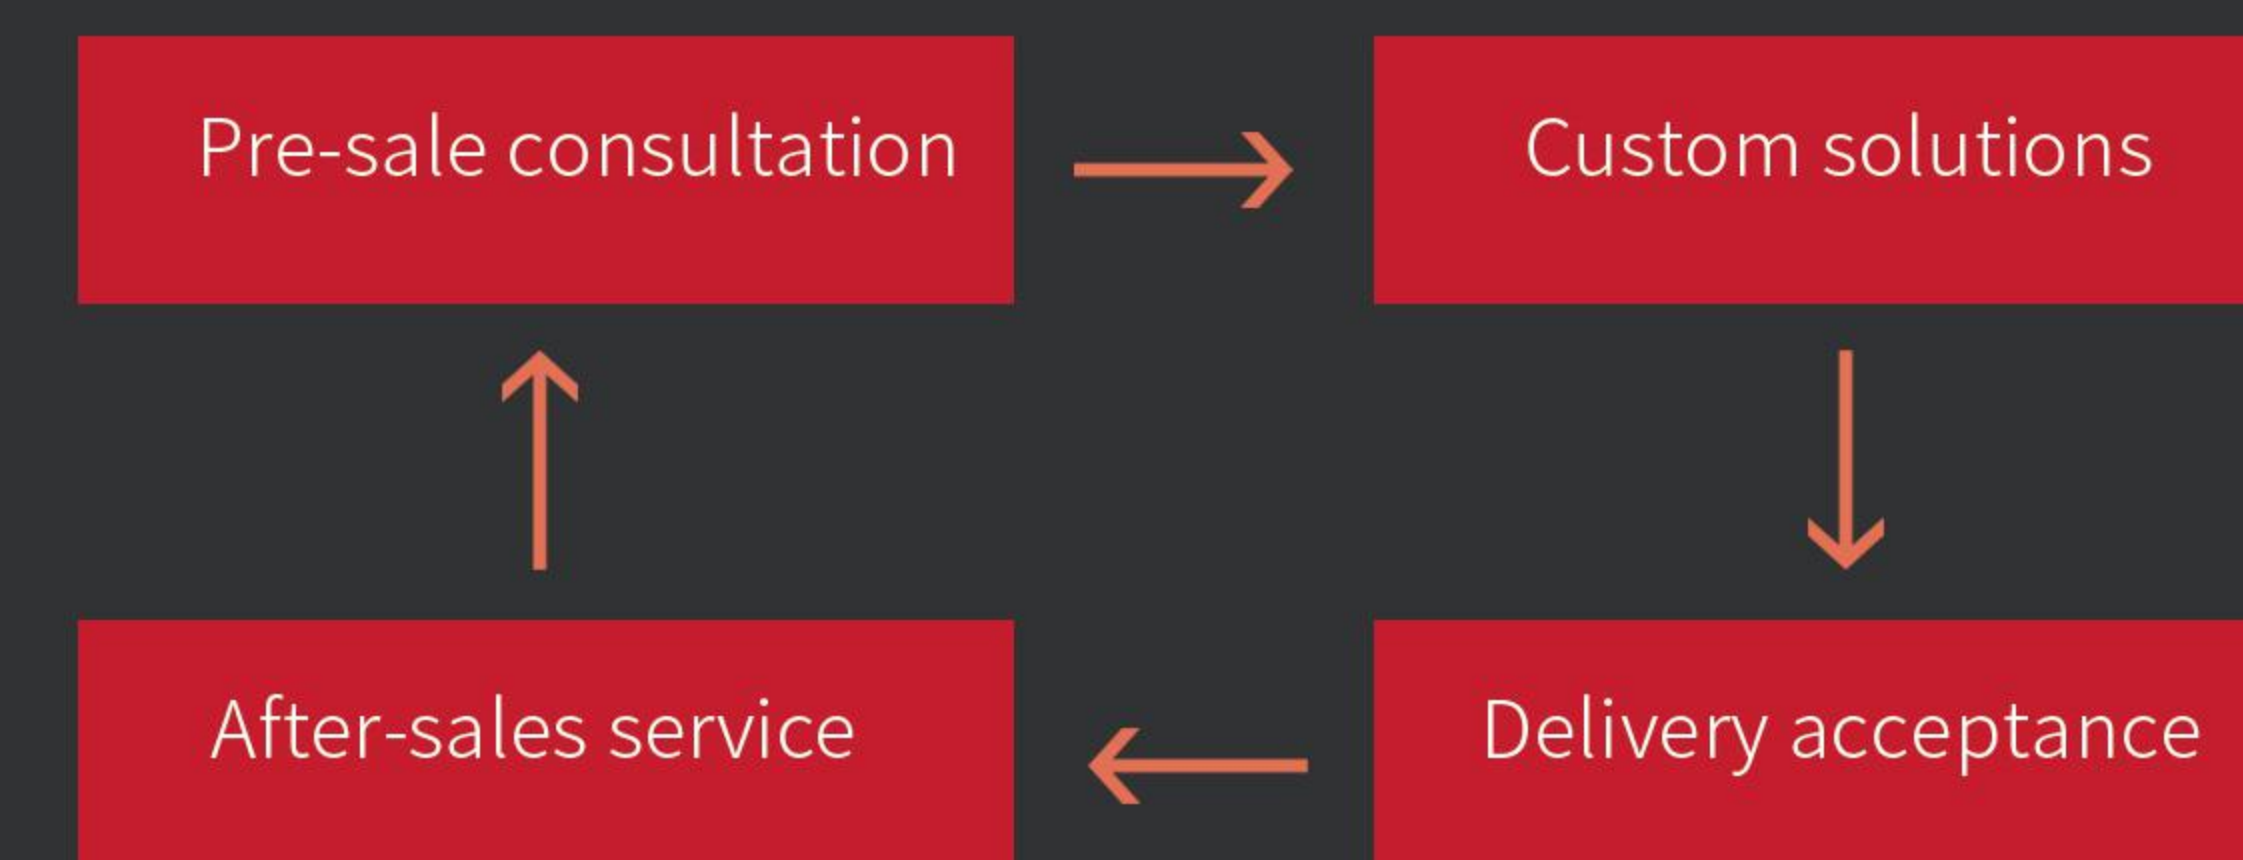 Pre-sale consultation
Custom solutions
After-sales service
Delivery acceptance